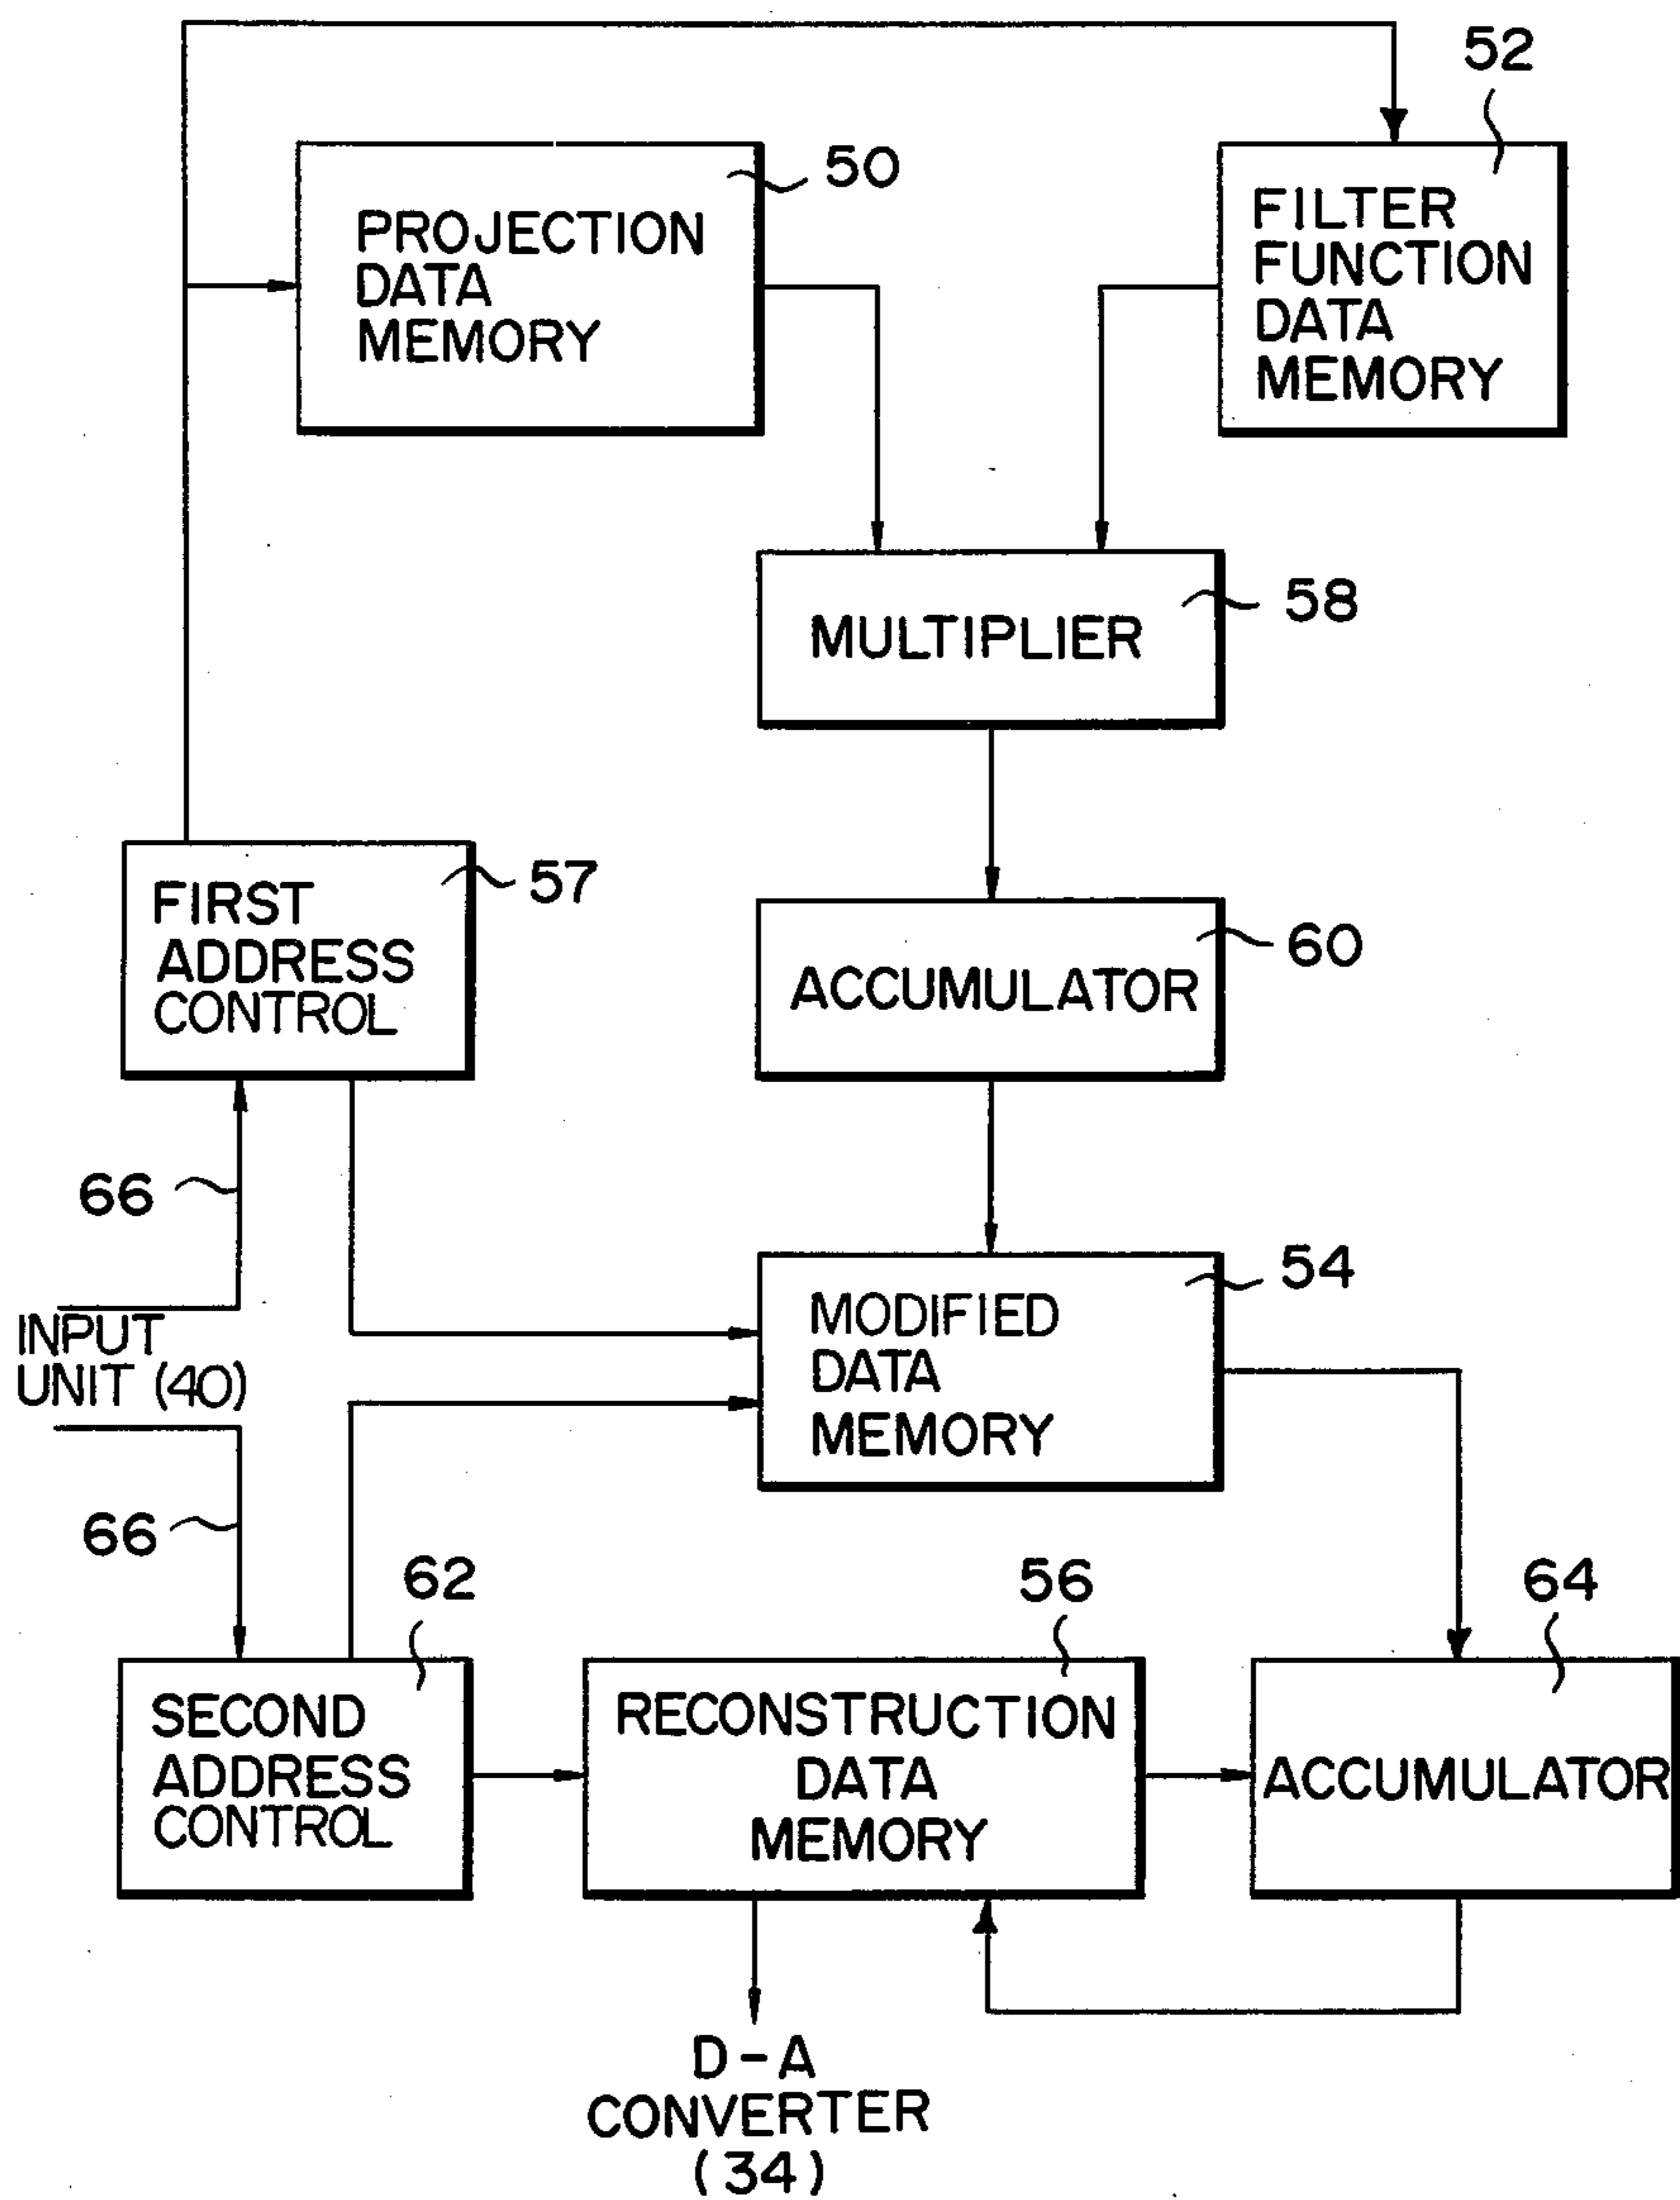 52
50
PROJECTION
DATA
MEMORY
FILTER
FUNCTION
DATA
MEMORY
58
MULTIPLIER
57
FIRST
ADDRESS
CONTROL
60
ACCUMULATOR
66
54
INPUT
UNIT (40)
MODIFIED
DATA
MEMORY
66
62
56
64
SECOND
ADDRESS
CONTROL
RECONSTRUCTION
DATA
MEMORY
ACCUMULATOR
D-A
CONVERTER
(34)